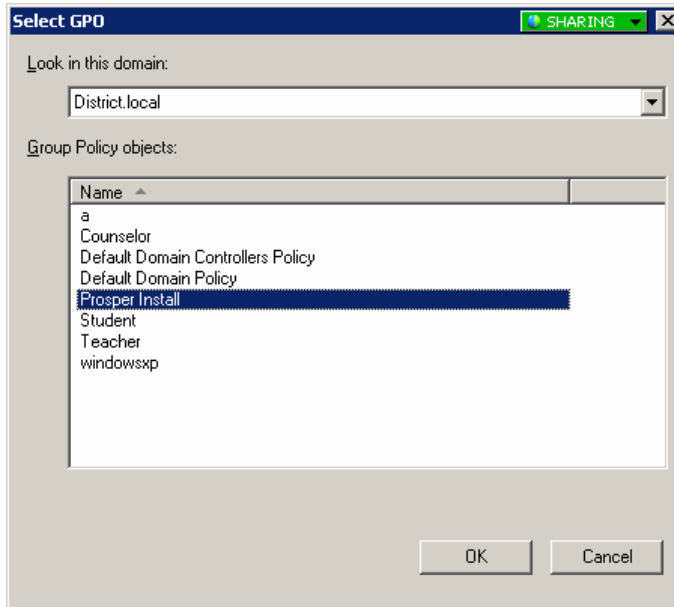 Select GPO
SHARING
Look in this domain:
District.local
Group Policy objects:
Name
a
Counselor
Default Domain Controllers Policy
Default Domain Policy
Prosper Install
Student
Teacher
windowsxp
OK
Cancel